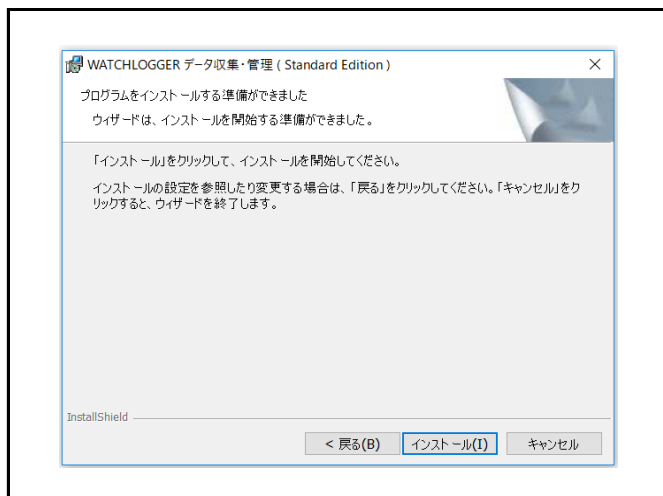 WATCHLOGGER データ収集・管理 ( Standard Edition )
プログラムをインストールする準備ができました
ウィザードは、インストールを開始する準備ができました。
「インストール」をクリックして、インストールを開始してください。
インストールの設定を参照したり変更する場合は、「戻る」をクリックしてください。「キャンセル」をク
リックすると、ウィザードを終了します。
InstallShield
< 戻る(B)
インストール(I)
キャンセル